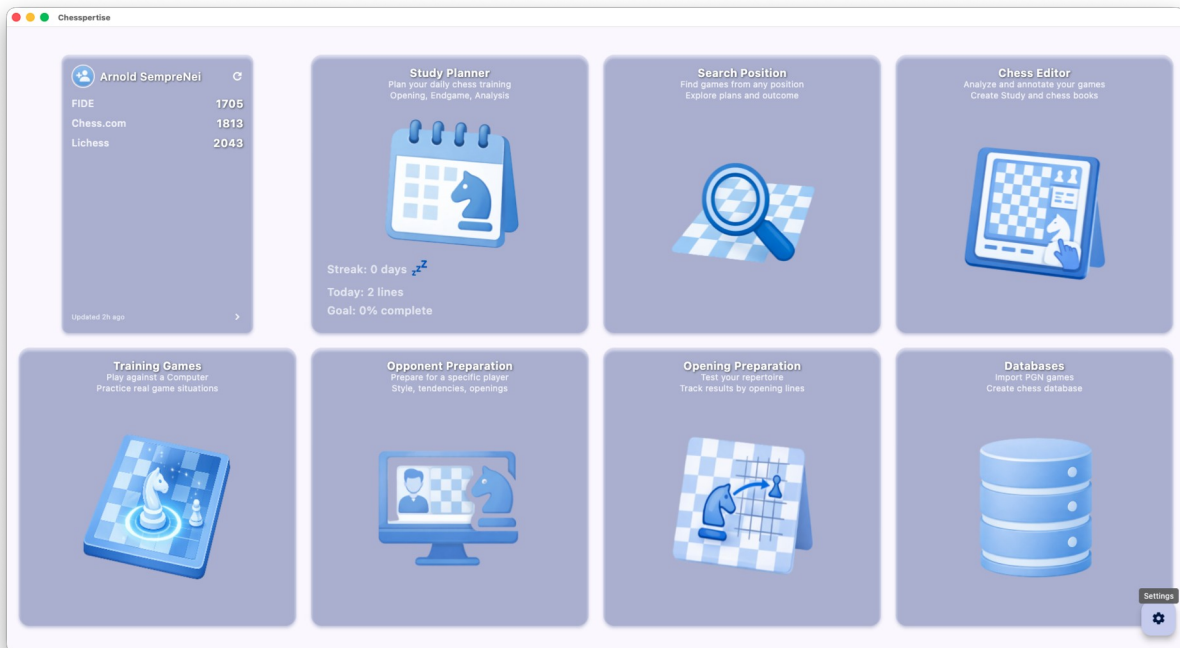 Chesspertise
Arnold SempreNei
FIDE 1705
Chess.com 1813
Lichess 2043
Updated 2h ago
Study Planner
Plan your daily chess training
Opening, Endgame, Analysis
Streak: 0 days zzZ
Today: 2 lines
Goal: 0% complete
Search Position
Find games from any position
Explore plans and outcome
Chess Editor
Analyze and annotate your games
Create Study and chess books
Training Games
Play against a Computer
Practice real game situations
Opponent Preparation
Prepare for a specific player
Style, tendencies, openings
Opening Preparation
Test your repertoire
Track results by opening lines
Databases
Import PGN games
Create chess database
Settings